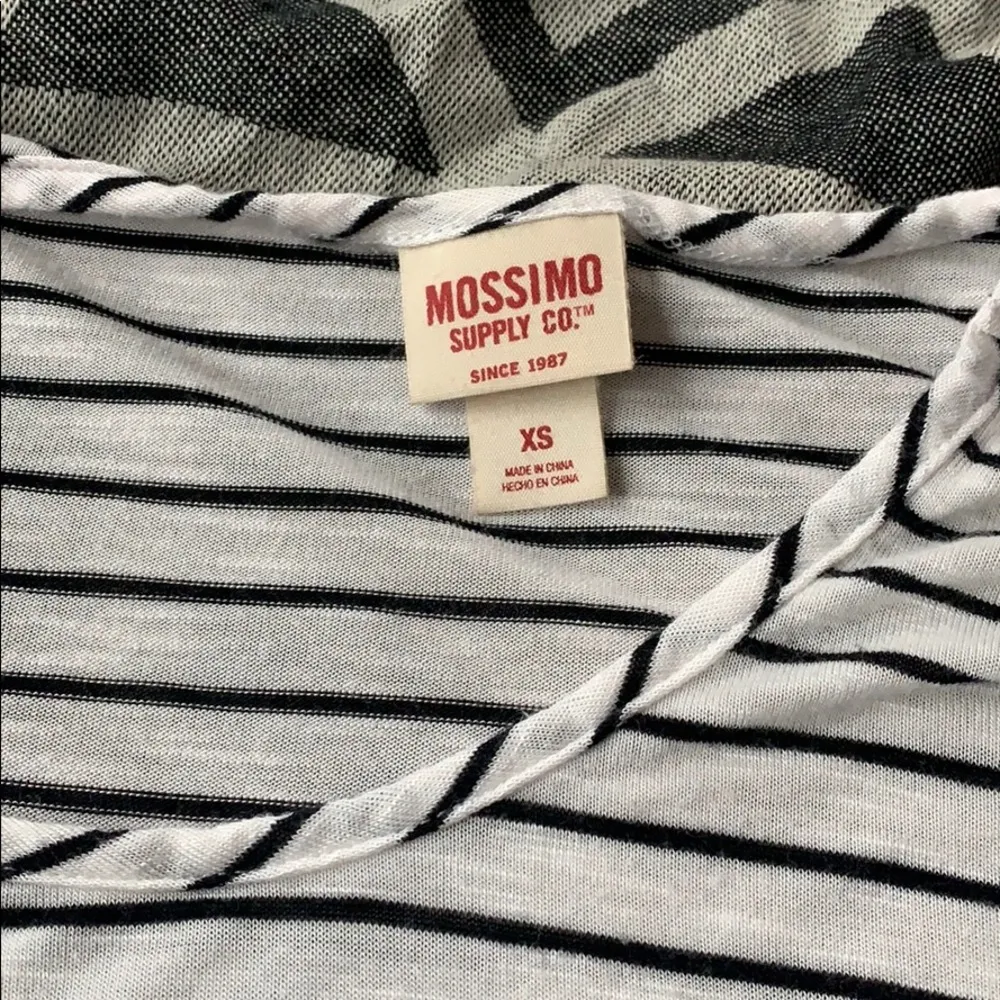 MOSSIMO
SUPPLY CO.™
SINCE 1987
XS
MADE IN CHINA
HECHO EN CHINA